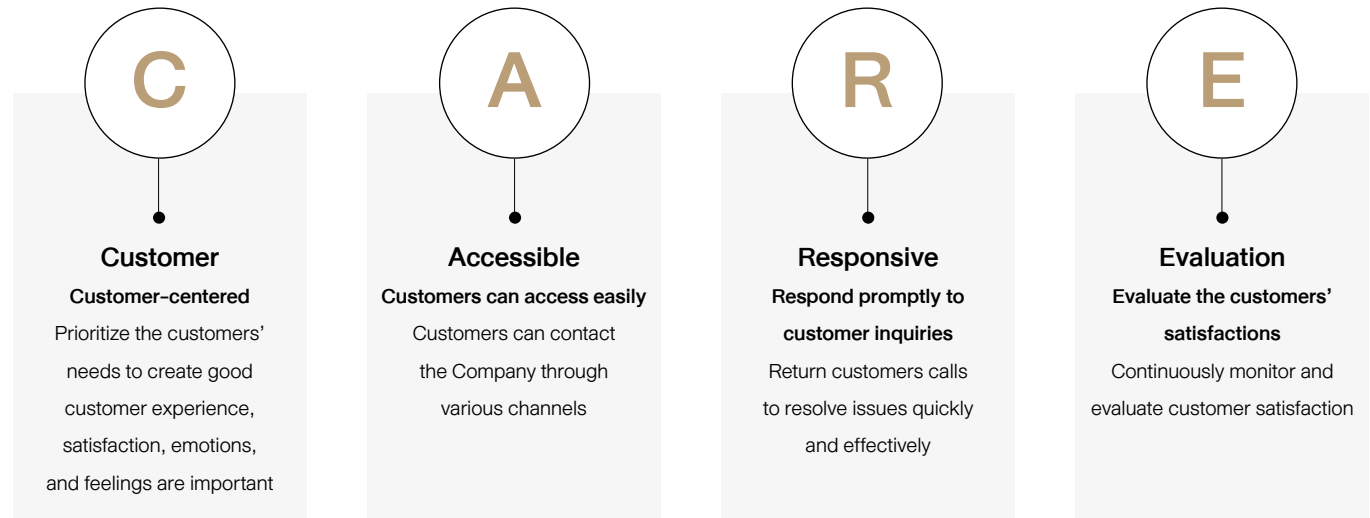 C
Customer
Customer-centered
Prioritize the customers’
needs to create good
customer experience,
satisfaction, emotions,
and feelings are important
A
Accessible
Customers can access easily
Customers can contact
the Company through
various channels
R
Responsive
Respond promptly to
customer inquiries
Return customers calls
to resolve issues quickly
and effectively
E
Evaluation
Evaluate the customers’
satisfactions
Continuously monitor and
evaluate customer satisfaction